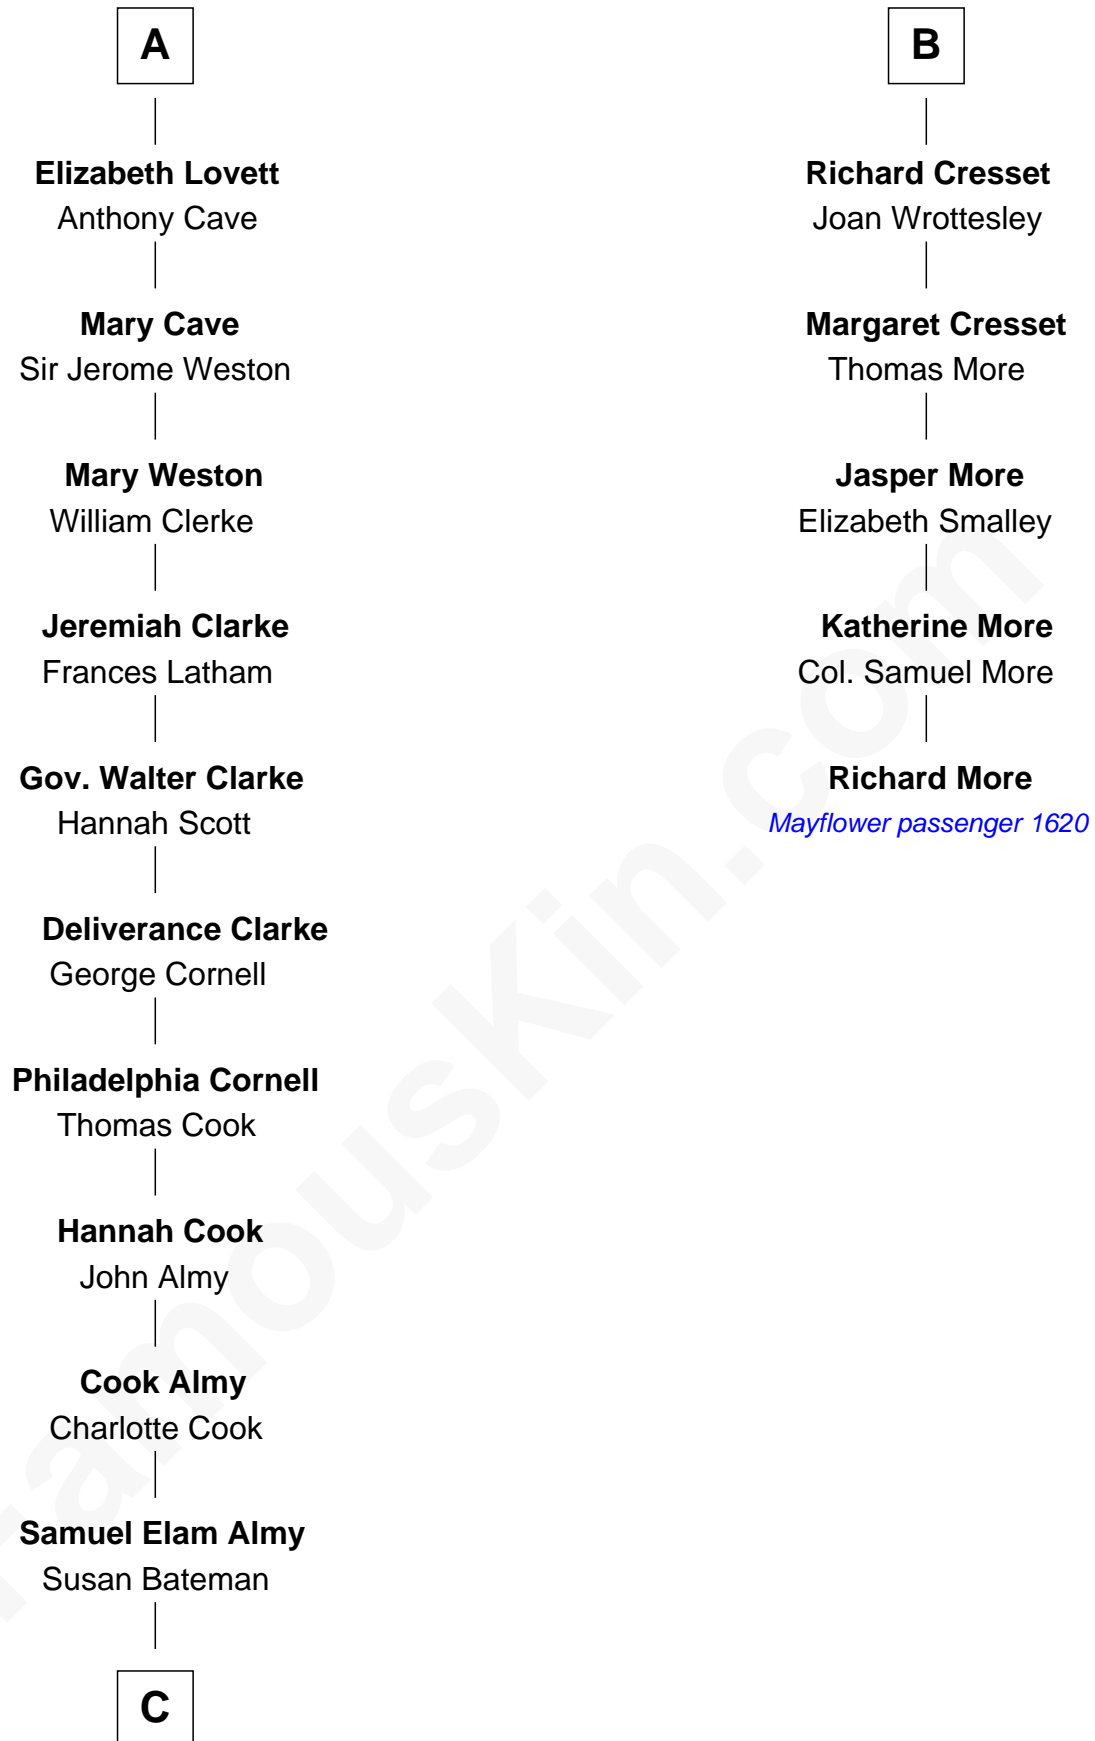 A
Elizabeth Lovett
Anthony Cave
Mary Cave
Sir Jerome Weston
Mary Weston
William Clerke
Jeremiah Clarke
Frances Latham
Gov. Walter Clarke
Hannah Scott
Deliverance Clarke
George Cornell
Philadelphia Cornell
Thomas Cook
Hannah Cook
John Almy
Cook Almy
Charlotte Cook
Samuel Elam Almy
Susan Bateman
C
B
Richard Cresset
Joan Wrottesley
Margaret Cresset
Thomas More
Jasper More
Elizabeth Smalley
Katherine More
Col. Samuel More
Richard More
Mayflower passenger 1620
FamousKin.com